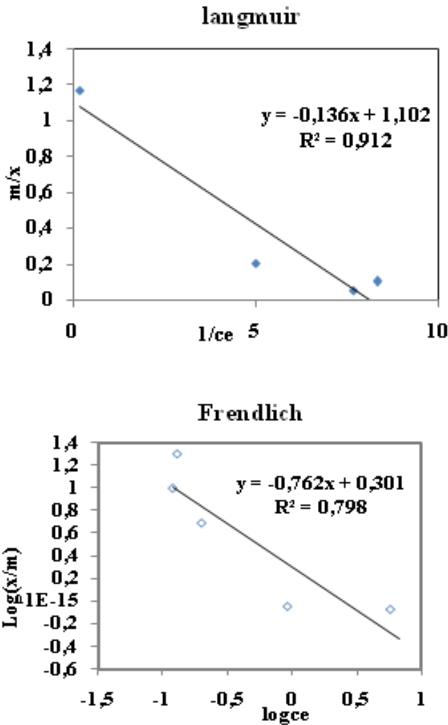 langmuir
1,4
1,2
1
0,8
0,6
0,4
0,2
0
m/x
y = -0,136x + 1,102
R² = 0,912
0
5
10
1/ce
Frendlich
1,4
1,2
1
0,8
0,6
0,4
0,2
-1E-15
-0,2
-0,4
-0,6
Log(x/m)
y = -0,762x + 0,301
R² = 0,798
-1,5
-1
-0,5
0
0,5
1
logce